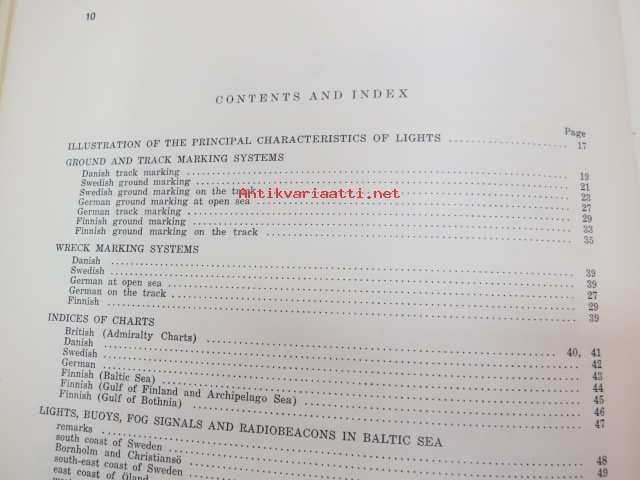 10
CONTENTS AND INDEX
Page
ILLUSTRATION OF THE PRINCIPAL CHARACTERISTICS OF LIGHTS 17
GROUND AND TRACK MARKING SYSTEMS
Danish track marking 19
Swedish ground marking 21
Swedish ground marking on the track 23
Antikvariaatti.net
German ground marking at open sea 27
German track marking 29
Finnish ground marking 33
Finnish ground marking on the track 35
WRECK MARKING SYSTEMS
Danish 39
Swedish 39
German at open sea 27
German on the track 29
Finnish 39
INDICES OF CHARTS
British (Admiralty Charts) 40, 41
Danish 42
Swedish 43
German 44
Finnish (Baltic Sea) 45
Finnish (Gulf of Finland and Archipelago Sea) 46
Finnish (Gulf of Bothnia) 47
LIGHTS, BUOYS, FOG SIGNALS AND RADIOBEACONS IN BALTIC SEA
remarks 48
south coast of Sweden 49
Bornholm and Christiansö
south-east coast of Sweden
east coast of Öland